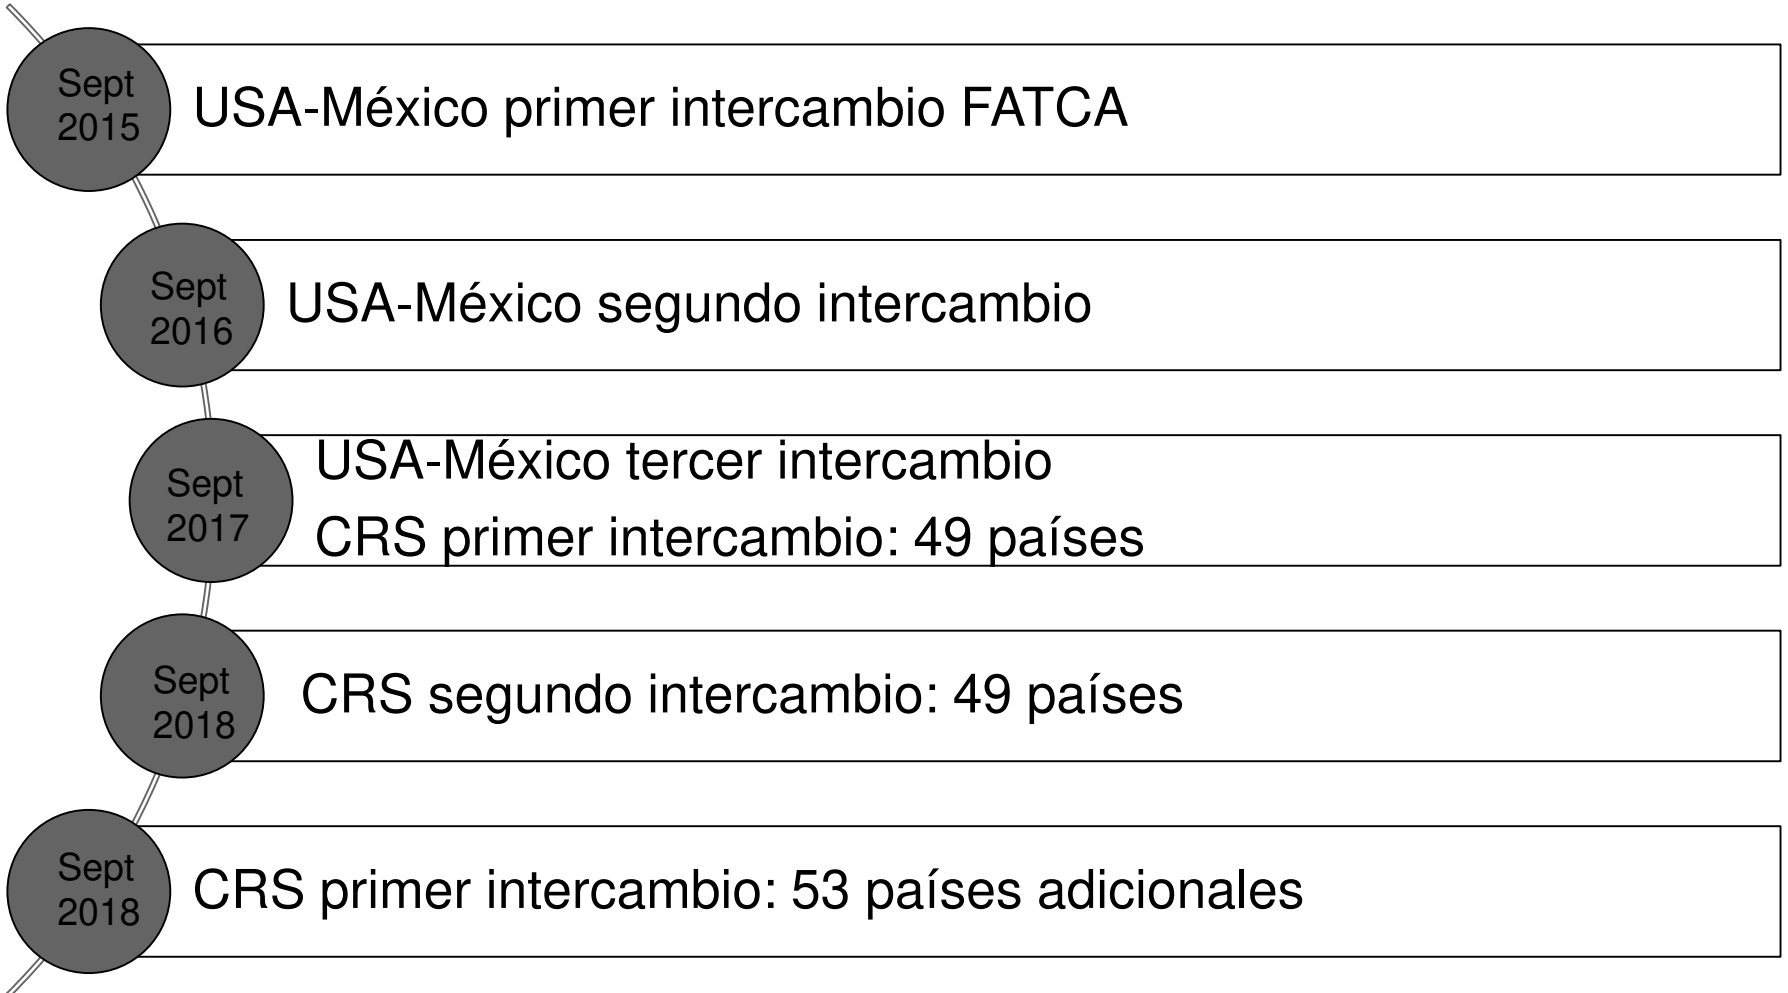 Sept
2015
USA-México primer intercambio FATCA
Sept
2016
USA-México segundo intercambio
Sept
2017
USA-México tercer intercambio
CRS primer intercambio: 49 países
Sept
2018
CRS segundo intercambio: 49 países
Sept
2018
CRS primer intercambio: 53 países adicionales